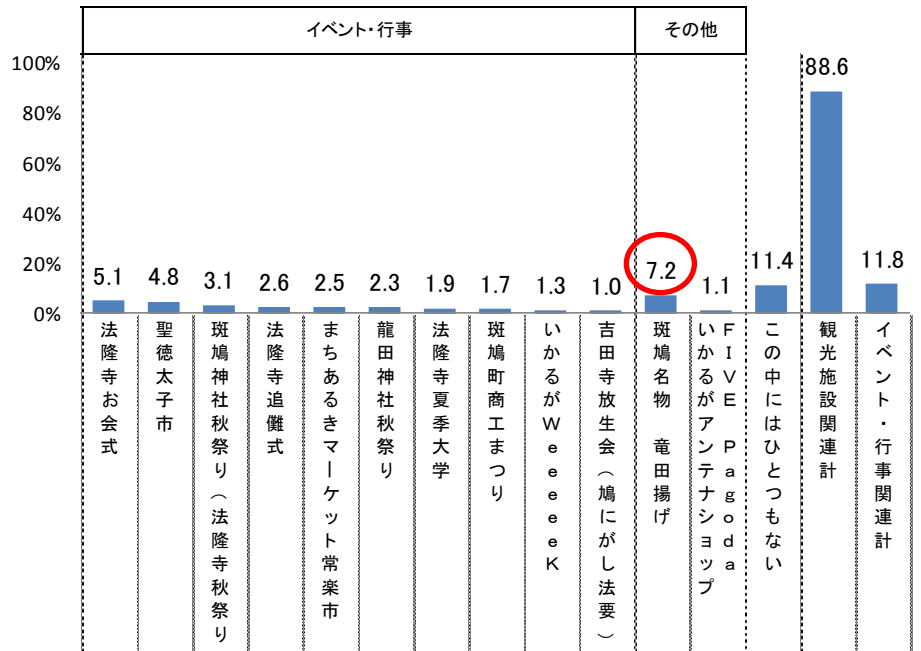 イベント・行事
その他
100%
80%
60%
40%
20%
0%
5.1
4.8
3.1
2.6
2.5
2.3
1.9
1.7
1.3
1.0
7.2
1.1
11.4
88.6
11.8
法隆寺お会式
聖徳太子市
斑鳩神社秋祭り（法隆寺秋祭り
法隆寺追儺式
まちあるきマーケット常楽市
龍田神社秋祭り
法隆寺夏季大学
斑鳩町商工まつり
いかるがＷｅｅｅｅＫ
吉田寺放生会（鳩にがし法要）
斑鳩名物　竜田揚げ
ＦＩＶＥ　Ｐａｇｏｄａ
いかるがアンテナショップ
この中にはひとつもない
観光施設関連計
イベント・行事関連計